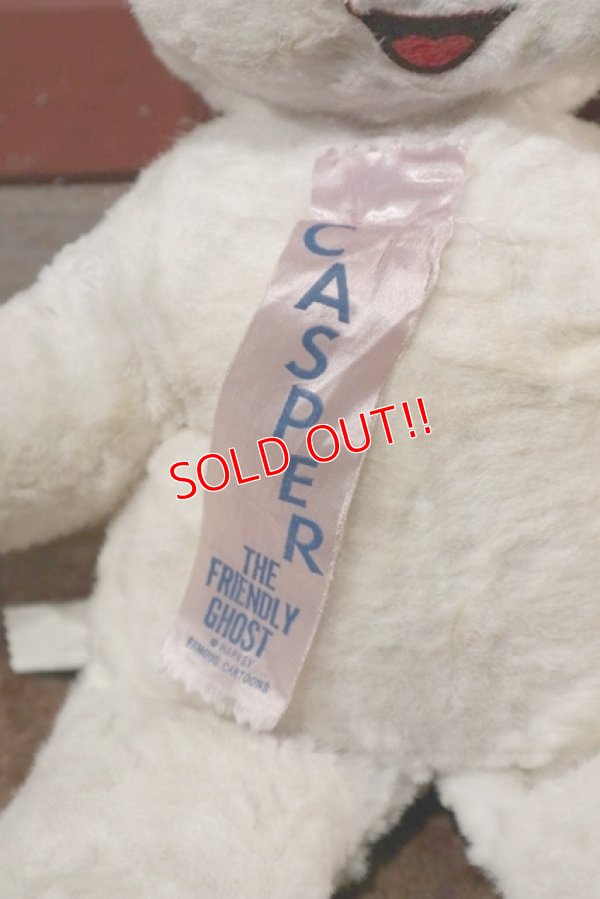 CASPER
THE
FRIENDLY
GHOST
© HARVEY
FAMOUS CARTOONS
SOLD OUT!!